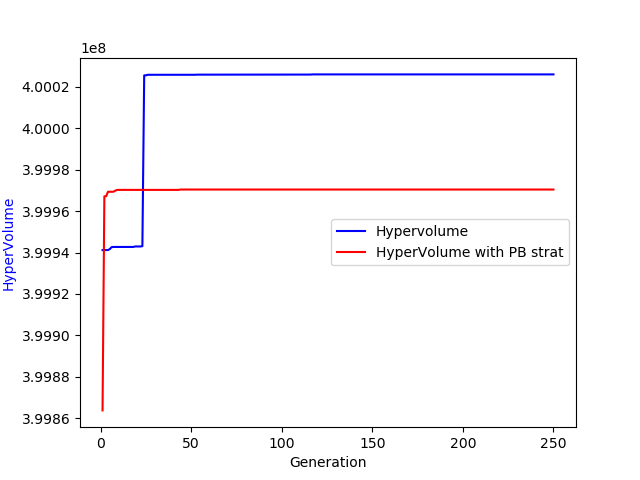 1e8
4.0002
4.0000
3.9998
3.9996
3.9994
3.9992
3.9990
3.9988
3.9986
HyperVolume
Hypervolume
HyperVolume with PB strat
0 50 100 150 200 250
Generation